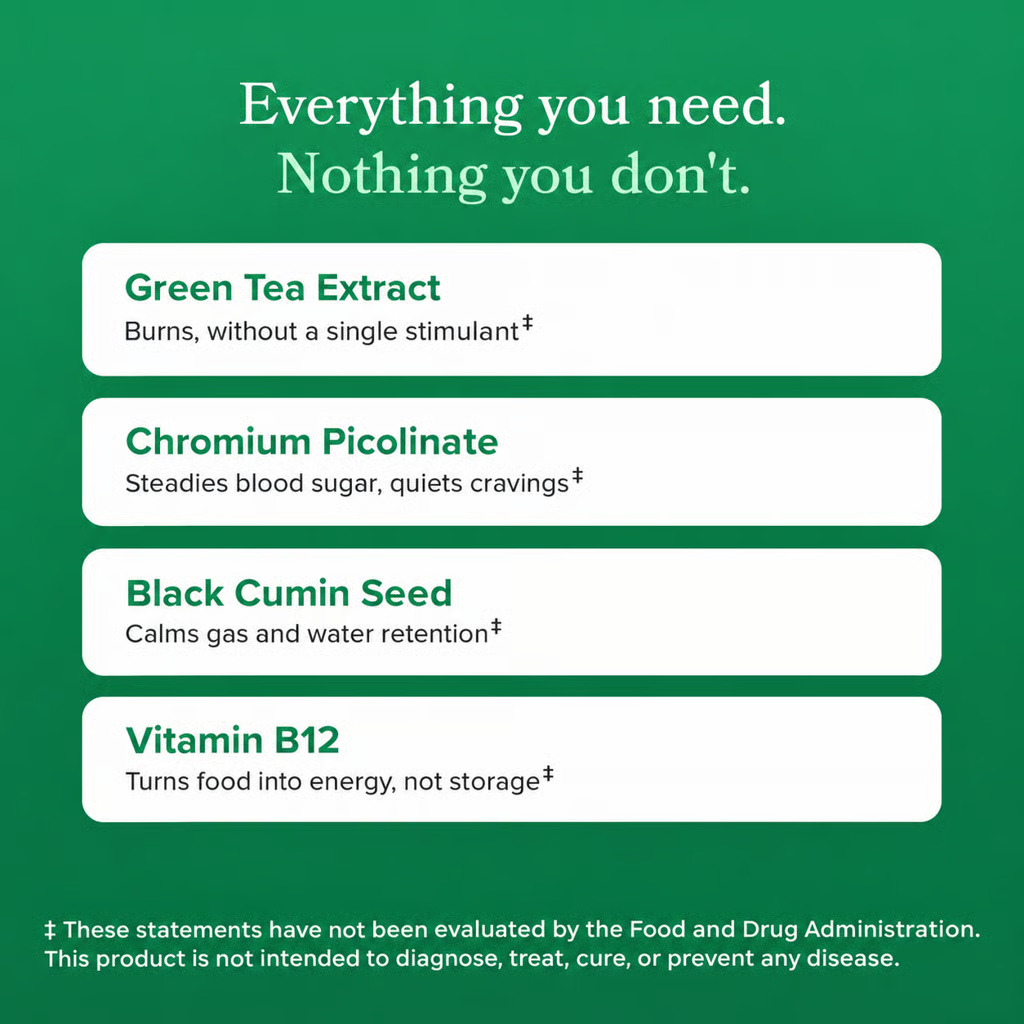 Everything you need.
Nothing you don't.
Green Tea Extract
Burns, without a single stimulant‡
Chromium Picolinate
Steadies blood sugar, quiets cravings‡
Black Cumin Seed
Calms gas and water retention‡
Vitamin B12
Turns food into energy, not storage‡
‡ These statements have not been evaluated by the Food and Drug Administration.
This product is not intended to diagnose, treat, cure, or prevent any disease.